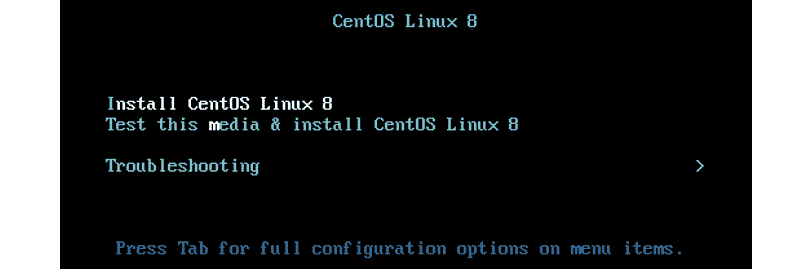 CentOS Linux 8
Install CentOS Linux 8
Test this media & install CentOS Linux 8
Troubleshooting >
Press Tab for full configuration options on menu items.